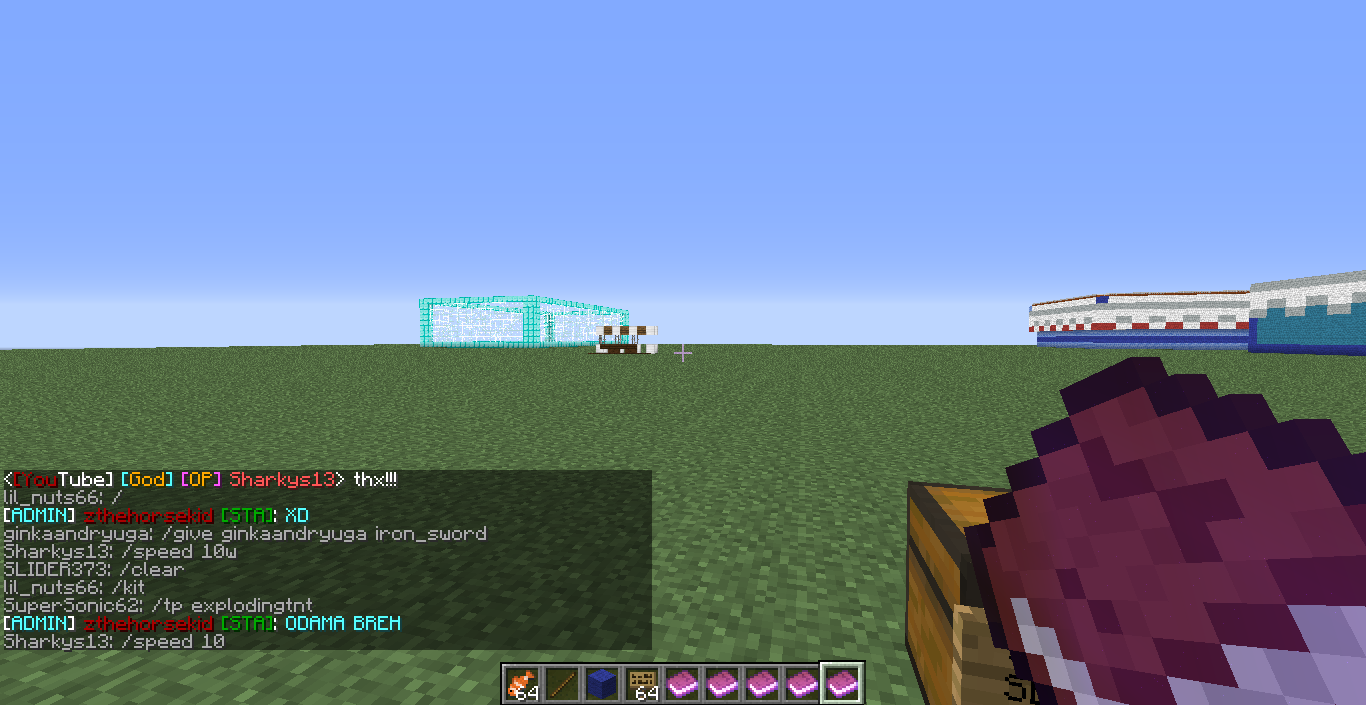 <[YouTube] [God] [OP] Sharkys13> thx!!!
lil_nuts66: /
[ADMIN] zthehorsekid [STA]: XD
ginkaandryuga: /give ginkaandryuga iron_sword
Sharkys13: /speed 10w
SLIDER373: /clear
lil_nuts66: /kit
SuperSonic62: /tp explodingtnt
[ADMIN] zthehorsekid [STA]: ODAMA BREH
Sharkys13: /speed 10
64
64